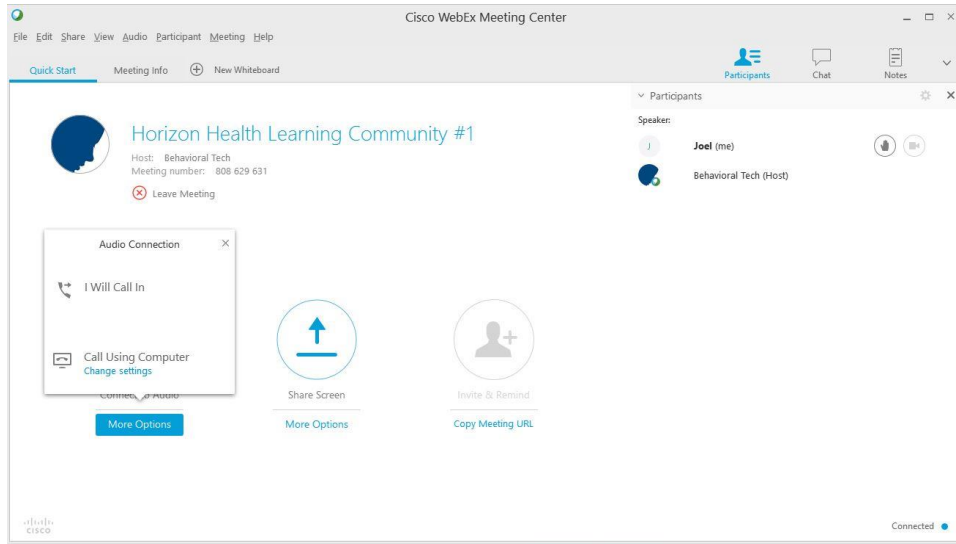 Cisco WebEx Meeting Center
File Edit Share View Audio Participant Meeting Help
Quick Start Meeting Info New Whiteboard
Participants Chat Notes
Participants
Speaker:
J Joel (me)
Behavioral Tech (Host)
Horizon Health Learning Community #1
Host: Behavioral Tech
Meeting number: 808 629 631
Leave Meeting
Audio Connection
I Will Call In
Call Using Computer
Change settings
Connect to Audio Share Screen Invite & Remind
More Options More Options Copy Meeting URL
CISCO Connected